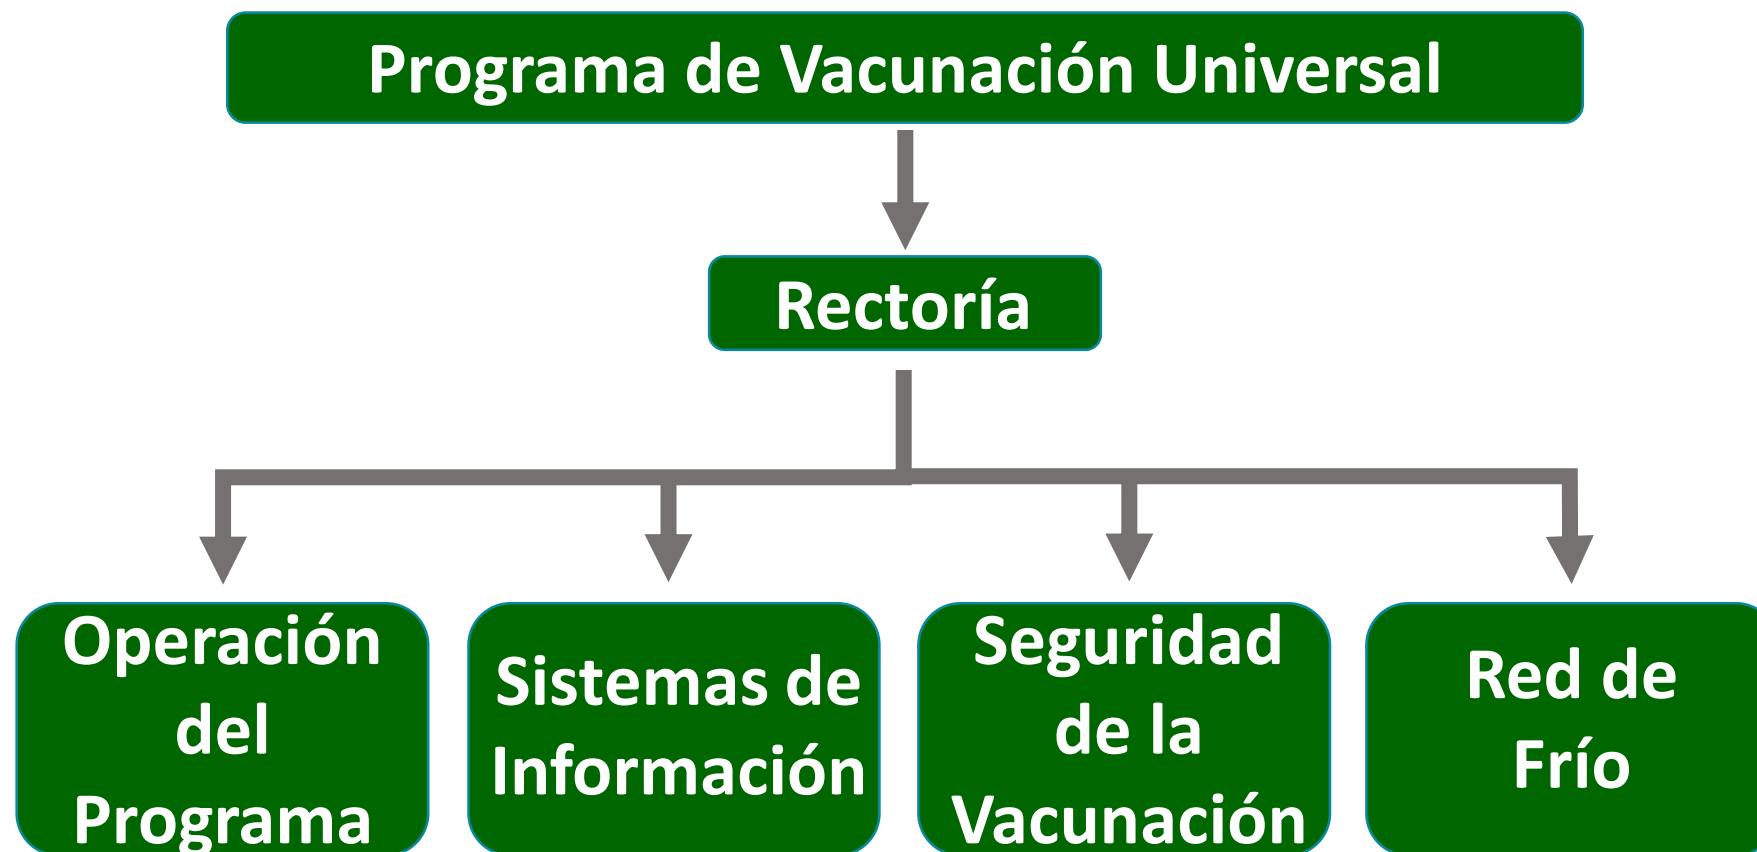 Programa de Vacunación Universal
Rectoría
Operación
del
Programa
Sistemas de
Información
Seguridad
de la
Vacunación
Red de
Frío